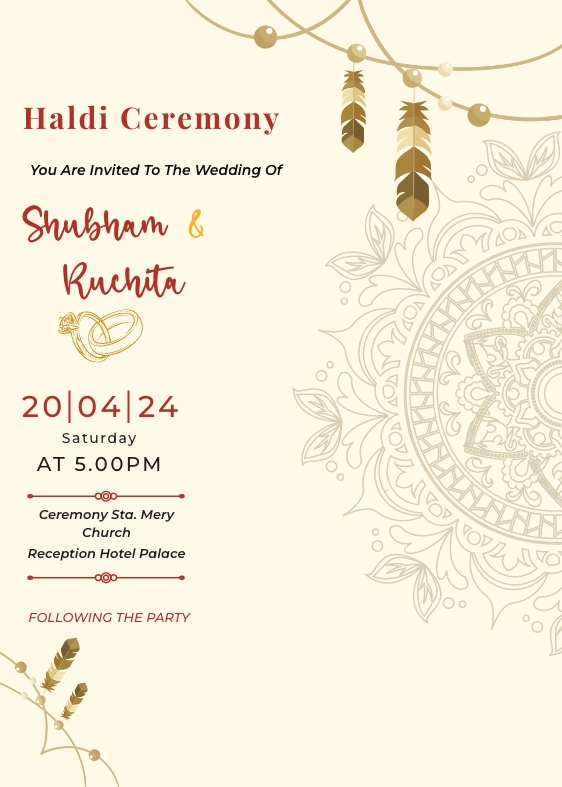 Haldi Ceremony
You Are Invited To The Wedding Of
Shubham &
Ruchita
20|04|24
Saturday
AT 5.00PM
Ceremony Sta. Mery
Church
Reception Hotel Palace
FOLLOWING THE PARTY